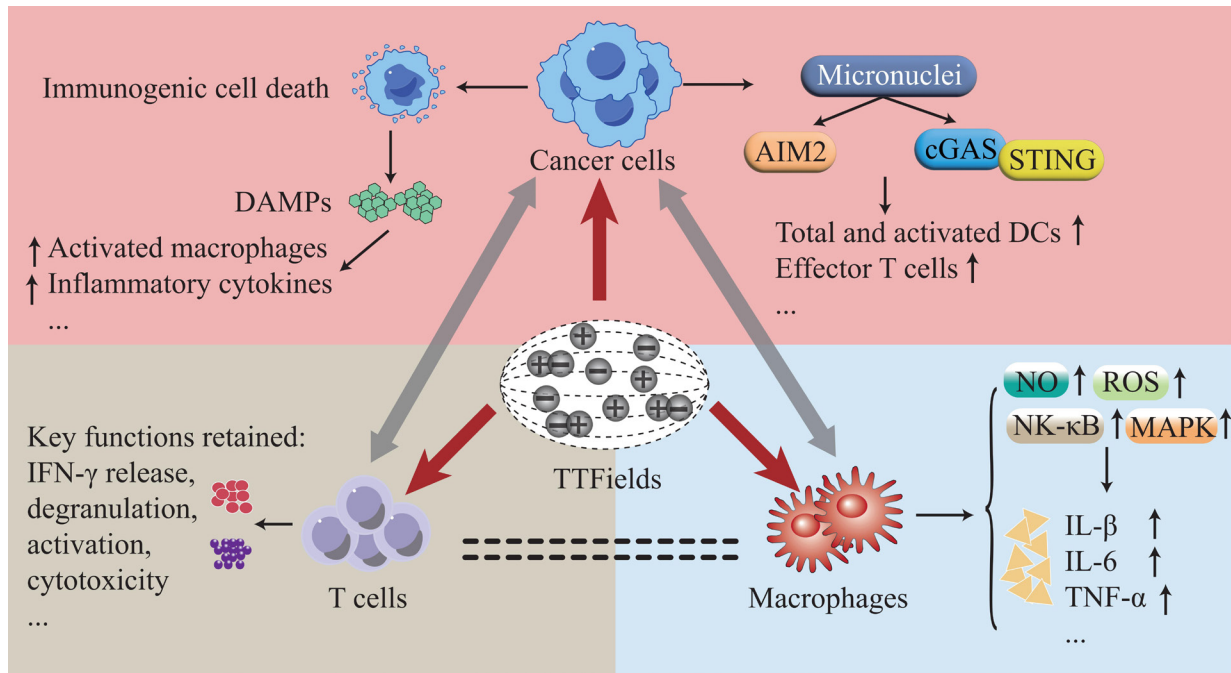 Immunogenic cell death
Cancer cells
Micronuclei
AIM2
cGAS
STING
DAMPs
↑ Activated macrophages
↑ Inflammatory cytokines
...
Total and activated DCs ↑
Effector T cells ↑
...
TTFields
Key functions retained:
IFN-γ release,
degranulation,
activation,
cytotoxicity
...
T cells
Macrophages
NO ↑ ROS ↑
NK-κB ↑ MAPK ↑
IL-β ↑
IL-6 ↑
TNF-α ↑
...